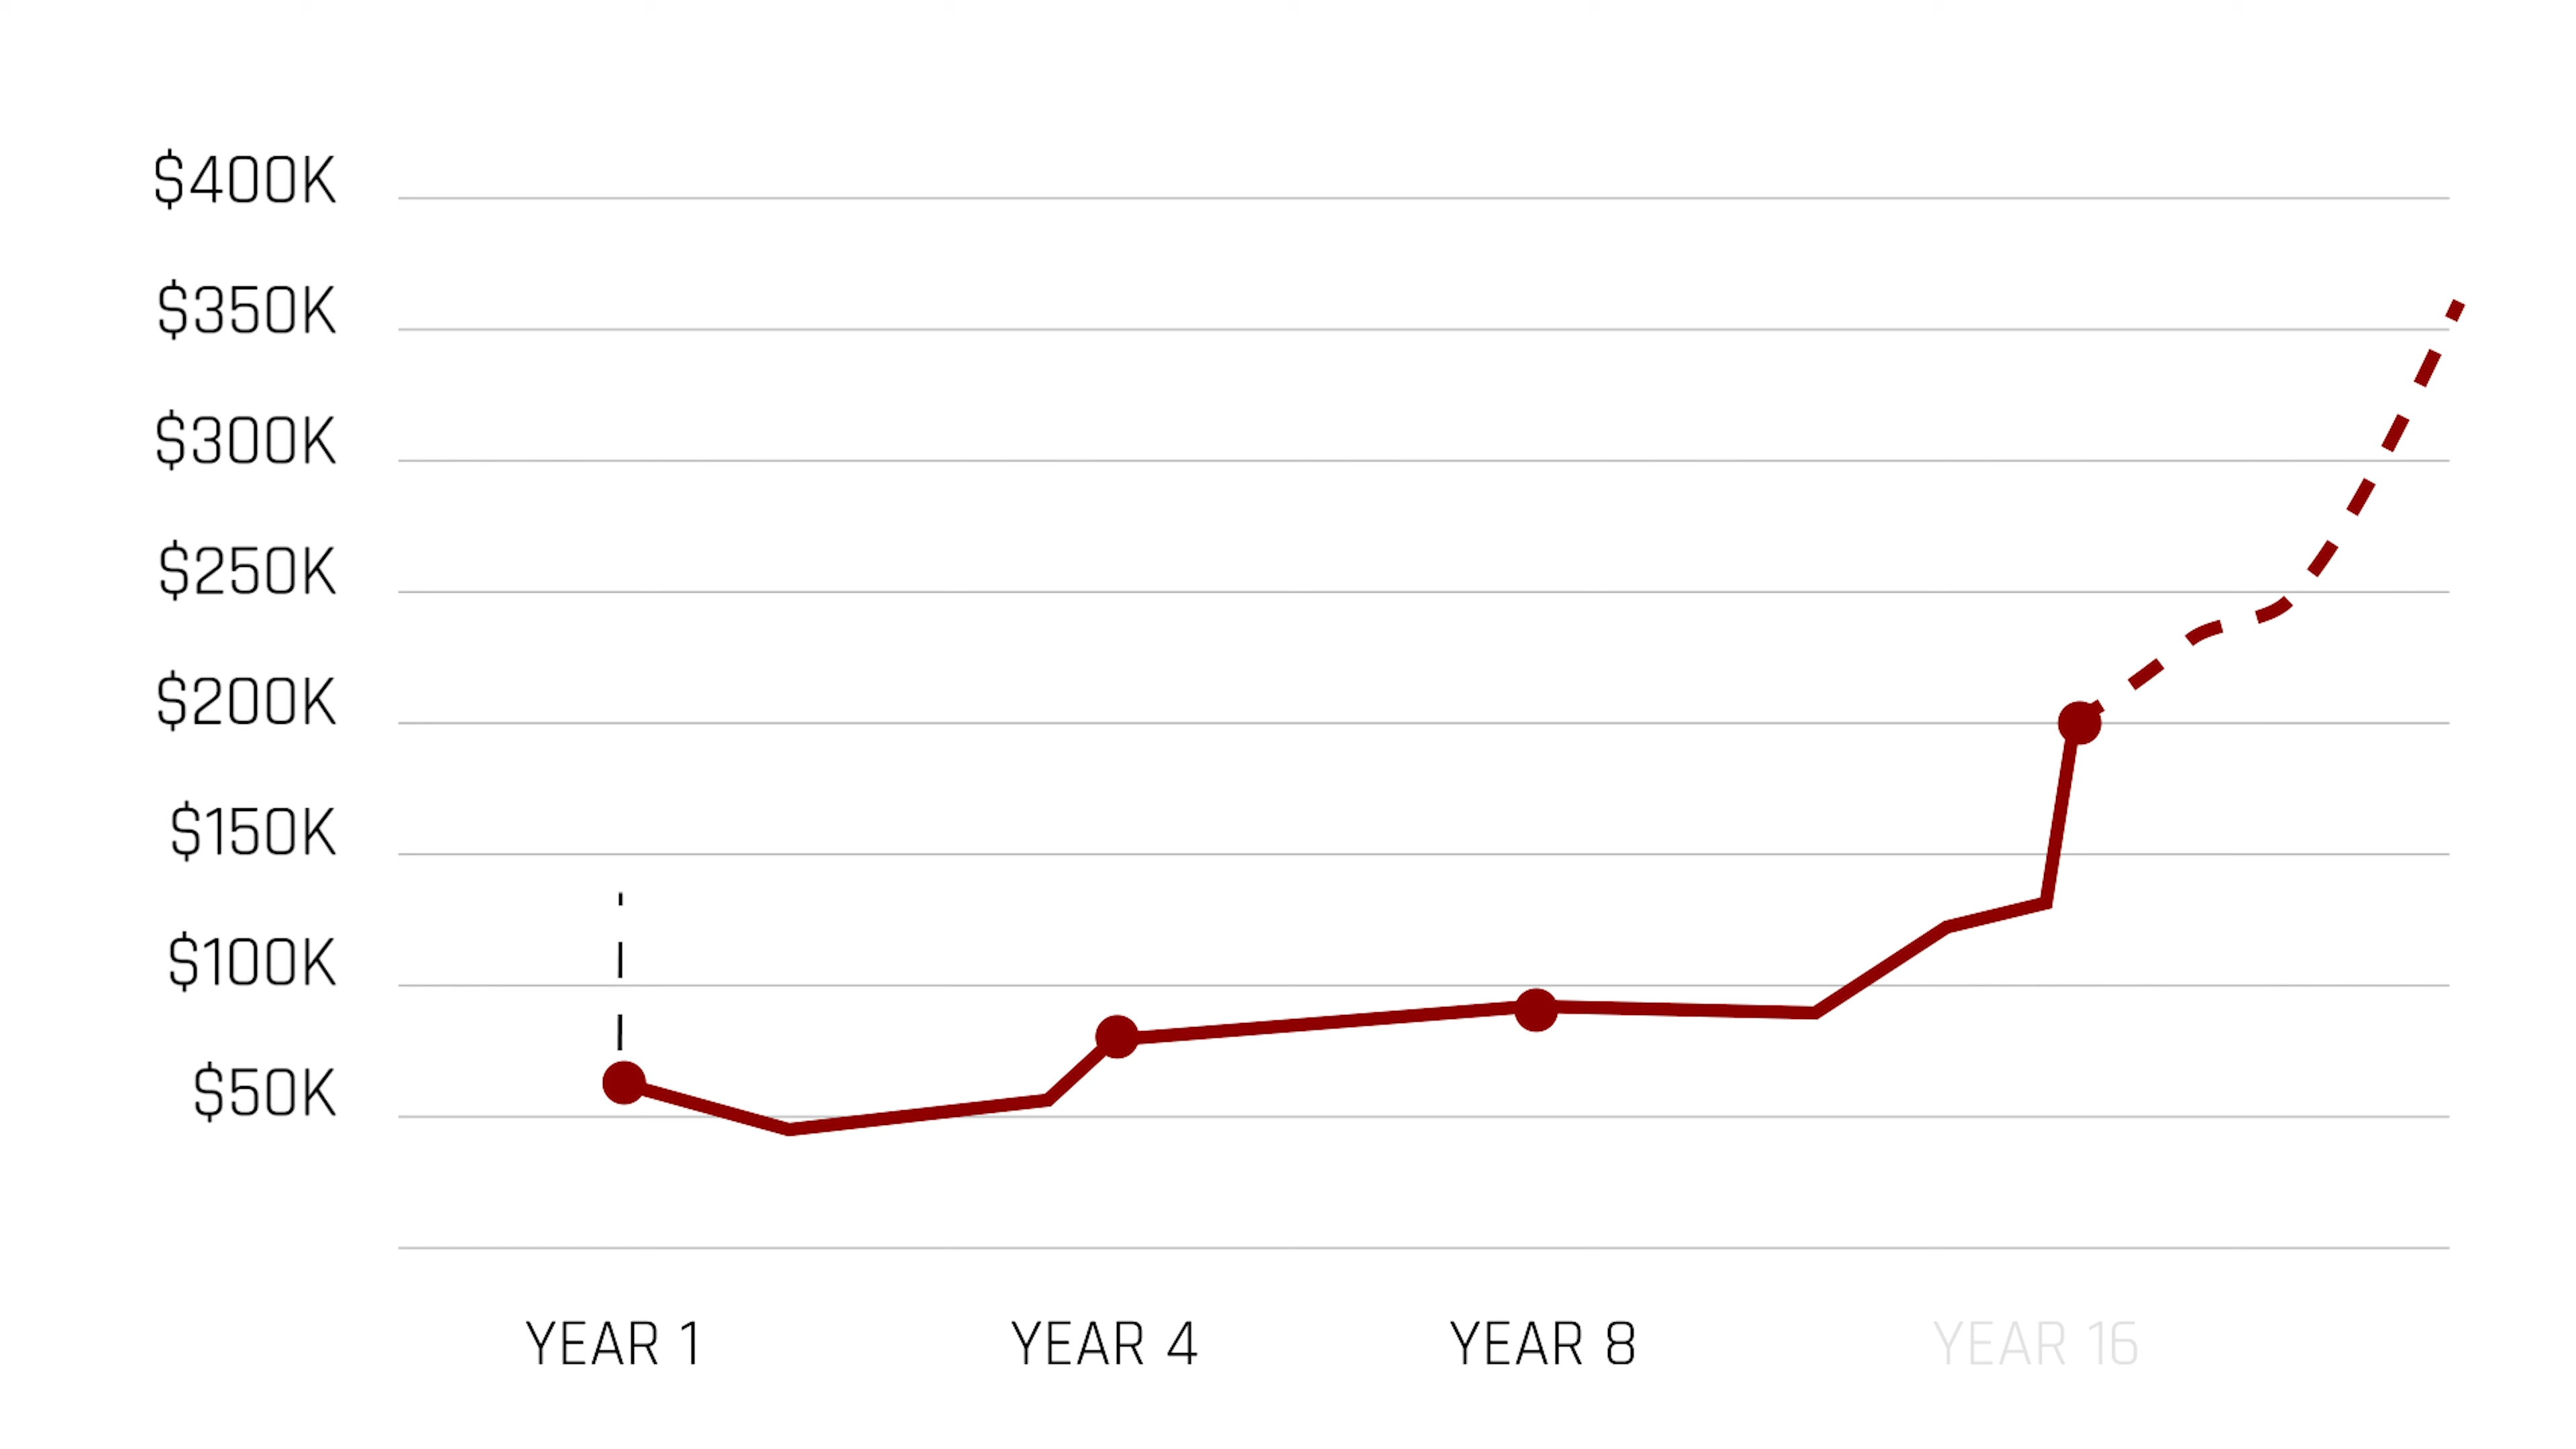 $400K
$350K
$300K
$250K
$200K
$150K
$100K
$50K
YEAR 1 YEAR 4 YEAR 8 YEAR 16